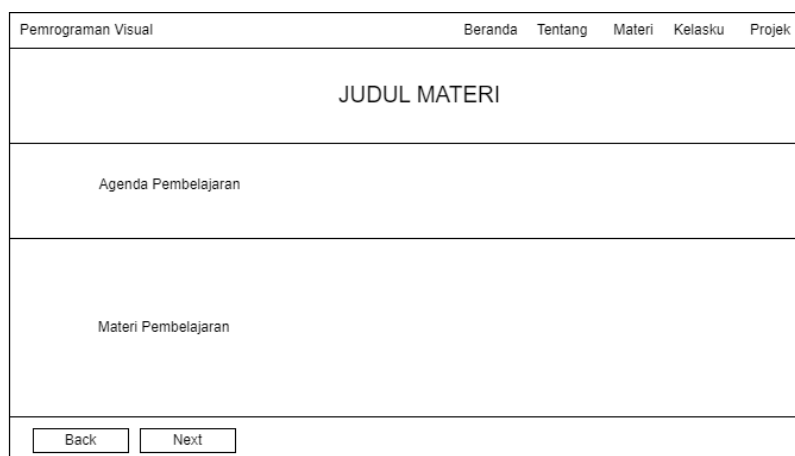 Pemrograman Visual Beranda Tentang Materi Kelasku Projek
JUDUL MATERI
Agenda Pembelajaran
Materi Pembelajaran
Back Next